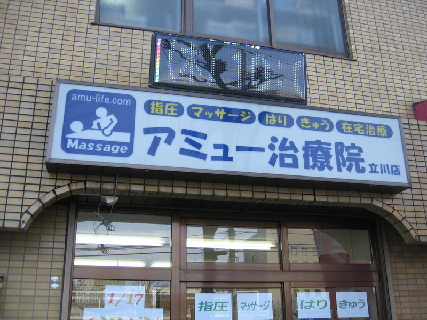 amu-life.com
Massage
指圧 マッサージ はり きゅう 在宅治療
アミュー治療院 立川店
1/17
指圧 マッサージ はり きゅう